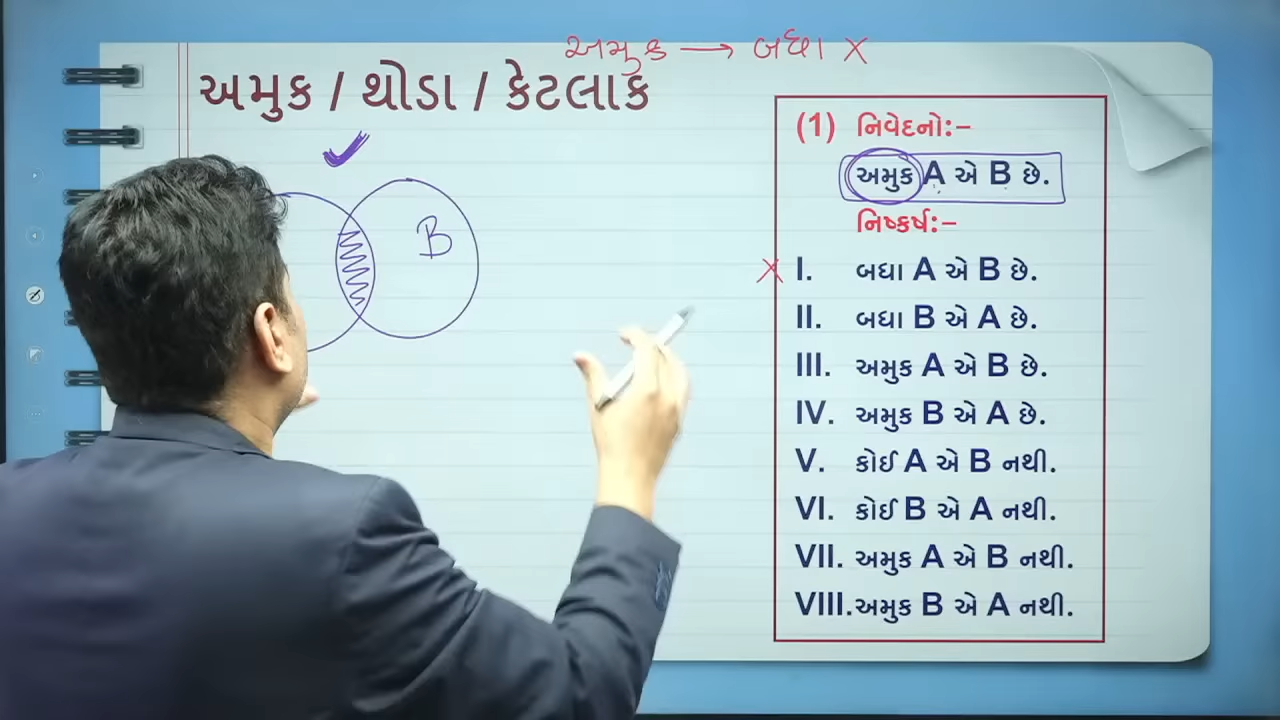 અમુક → બધા X
અમુક / થોડા / કેટલાક
B
(1) નિવેદનો:–
અમુક A એ B છે.
નિષ્કર્ષ:–
X I. બધા A એ B છે.
II. બધા B એ A છે.
III. અમુક A એ B છે.
IV. અમુક B એ A છે.
V. કોઈ A એ B નથી.
VI. કોઈ B એ A નથી.
VII. અમુક A એ B નથી.
VIII. અમુક B એ A નથી.